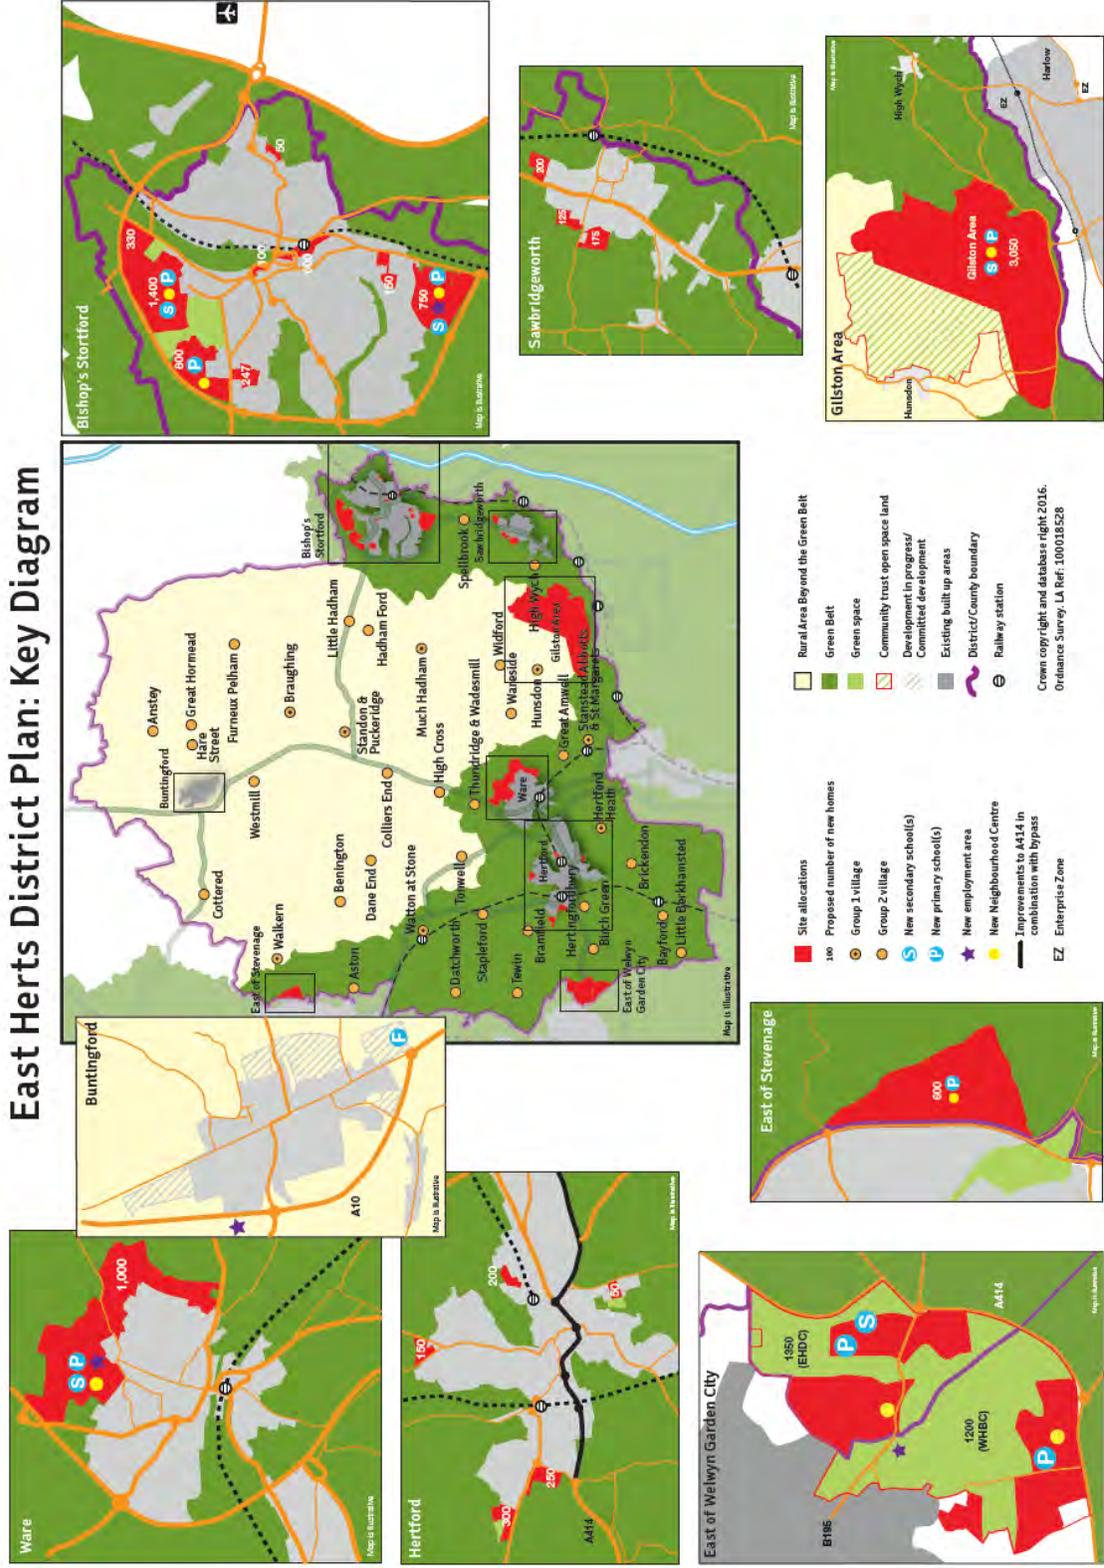 East Herts District Plan: Key Diagram
Ware
1,000
S P
Map is illustrative
Buntingford
A10
P
Map is illustrative
Bishop's Stortford
330
1,400
S P
800
P
247
50
100
150
750
S P
Map is illustrative
Hertford
150
200
50
300
250
A414
Map is illustrative
Buntingford
Anstey
Great Hormead
Hare
Street
Furneux Pelham
Cottered
Westmill
Braughing
Little Hadham
Bishop's
Stortford
East of Stevenage
Walkern
Benington
Standon &
Puckeridge
Hadham Ford
Aston
Dane End
Colliers End
Much Hadham
Spellbrook
Sawbridgeworth
Watton at Stone
High Cross
Datchworth
Tonwell
Thundridge & Wadesmill
Widford
Stapleford
Wareside
High Wych
Tewin
Ware
Hunsdon
Gilston Area
Bramfield
Hertford
Great Amwell
Hertingfordbury
Stanstead Abbotts
& St Margarets
Birch Green
Hertford
Heath
East of Welwyn
Garden City
Brickendon
Bayford
Little Berkhamsted
Map is illustrative
Sawbridgeworth
200
125
175
Map is illustrative
East of Welwyn Garden City
1350
(EHDC)
P S
A414
1200
(WHBC)
P
B195
Map is illustrative
East of Stevenage
600
P
Map is illustrative
Site allocations
100 Proposed number of new homes
Group 1 village
Group 2 village
S New secondary school(s)
P New primary school(s)
New employment area
New Neighbourhood Centre
Improvements to A414 in
combination with bypass
EZ Enterprise Zone
Rural Area Beyond the Green Belt
Green Belt
Green space
Community trust open space land
Development in progress/
Committed development
Existing built up areas
District/County boundary
Railway station
Crown copyright and database right 2016.
Ordnance Survey. LA Ref: 100018528
Gilston Area
High Wych
Gilston Area
S P
3,050
Hunsdon
EZ
Harlow
EZ
Map is illustrative